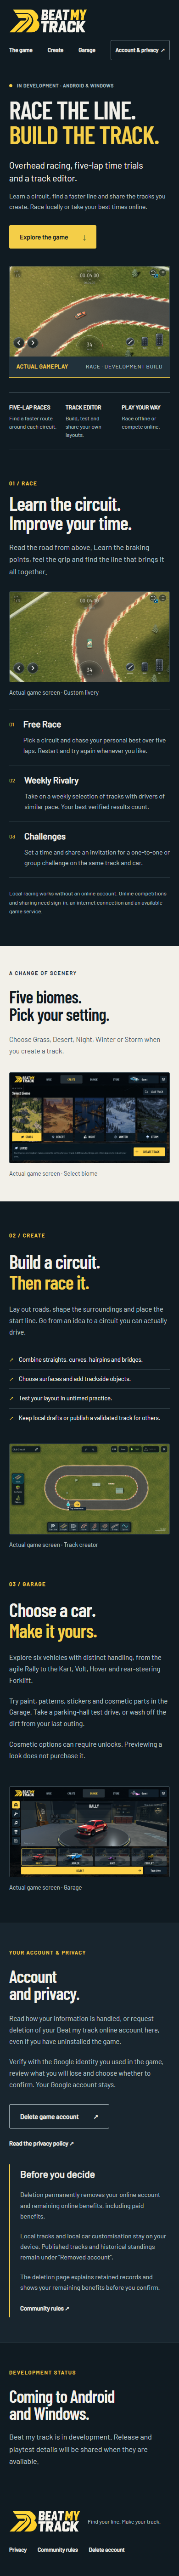 BEAT MY
TRACK
The game
Create
Garage
Account & privacy ↗
IN DEVELOPMENT · ANDROID & WINDOWS
RACE THE LINE.
BUILD THE TRACK.
Overhead racing, five-lap time trials
and a track editor.
Learn a circuit, find a faster line and share the tracks you
create. Race locally or take your best times online.
Explore the game ↓
ACTUAL GAMEPLAY
RACE · DEVELOPMENT BUILD
FIVE-LAP RACES
Find a faster route
around each circuit.
TRACK EDITOR
Build, test and
share your own
layouts.
PLAY YOUR WAY
Race offline or
compete online.
01 / RACE
Learn the circuit.
Improve your time.
Read the road from above. Learn the braking
points, feel the grip and find the line that brings it
all together.
34
Actual game screen · Custom livery
01
Free Race
Pick a circuit and chase your personal best over five
laps. Restart and try again whenever you like.
02
Weekly Rivalry
Take on a weekly selection of tracks with drivers of
similar pace. Your best verified results count.
03
Challenges
Set a time and share an invitation for a one-to-one or
group challenge on the same track and car.
Local racing works without an online account. Online competitions
and sharing need sign-in, an internet connection and an available
game service.
A CHANGE OF SCENERY
Five biomes.
Pick your setting.
Choose Grass, Desert, Night, Winter or Storm when
you create a track.
BEAT MY
TRACK
Actual game screen · Select biome
02 / CREATE
Build a circuit.
Then race it.
Lay out roads, shape the surroundings and place the
start line. Go from an idea to a circuit you can actually
drive.
↗ Combine straights, curves, hairpins and bridges.
↗ Choose surfaces and add trackside objects.
↗ Test your layout in untimed practice.
↗ Keep local drafts or publish a validated track for others.
Actual game screen · Track creator
03 / GARAGE
Choose a car.
Make it yours.
Explore six vehicles with distinct handling, from the
agile Rally to the Kart, Volt, Hover and rear-steering
Forklift.
Try paint, patterns, stickers and cosmetic parts in the
Garage. Take a parking-hall test drive, or wash off the
dirt from your last outing.
Cosmetic options can require unlocks. Previewing a
look does not purchase it.
BEAT MY
TRACK
RALLY
Actual game screen · Garage
YOUR ACCOUNT & PRIVACY
Account
and privacy.
Read how your information is handled, or request
deletion of your Beat my track online account here,
even if you have uninstalled the game.
Verify with the Google identity you used in the game,
review what you will lose and choose whether to
confirm. Your Google account stays.
Delete game account ↗
Read the privacy policy ↗
Before you decide
Deletion permanently removes your online account
and remaining online benefits, including paid
benefits.
Local tracks and local car customisation stay on your
device. Published tracks and historical standings
remain under "Removed account".
The deletion page explains retained records and
shows your remaining benefits before you confirm.
Community rules ↗
DEVELOPMENT STATUS
Coming to Android
and Windows.
Beat my track is in development. Release and
playtest details will be shared when they are
available.
BEAT MY
TRACK
Find your line. Make your track.
Privacy
Community rules
Delete account